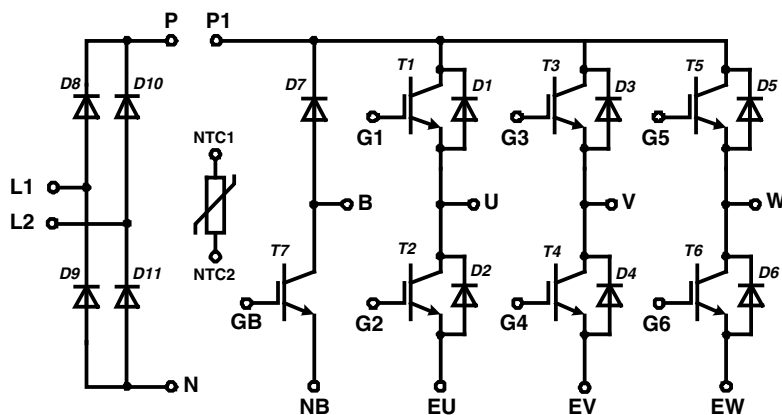 P P1
D8 D10 D7 T1 D1 T3 D3 T5 D5
G1 G3 G5
NTC1
L1 B U V W
L2
D9 D11 NTC2 T7 T2 D2 T4 D4 T6 D6
GB G2 G4 G6
N NB EU EV EW